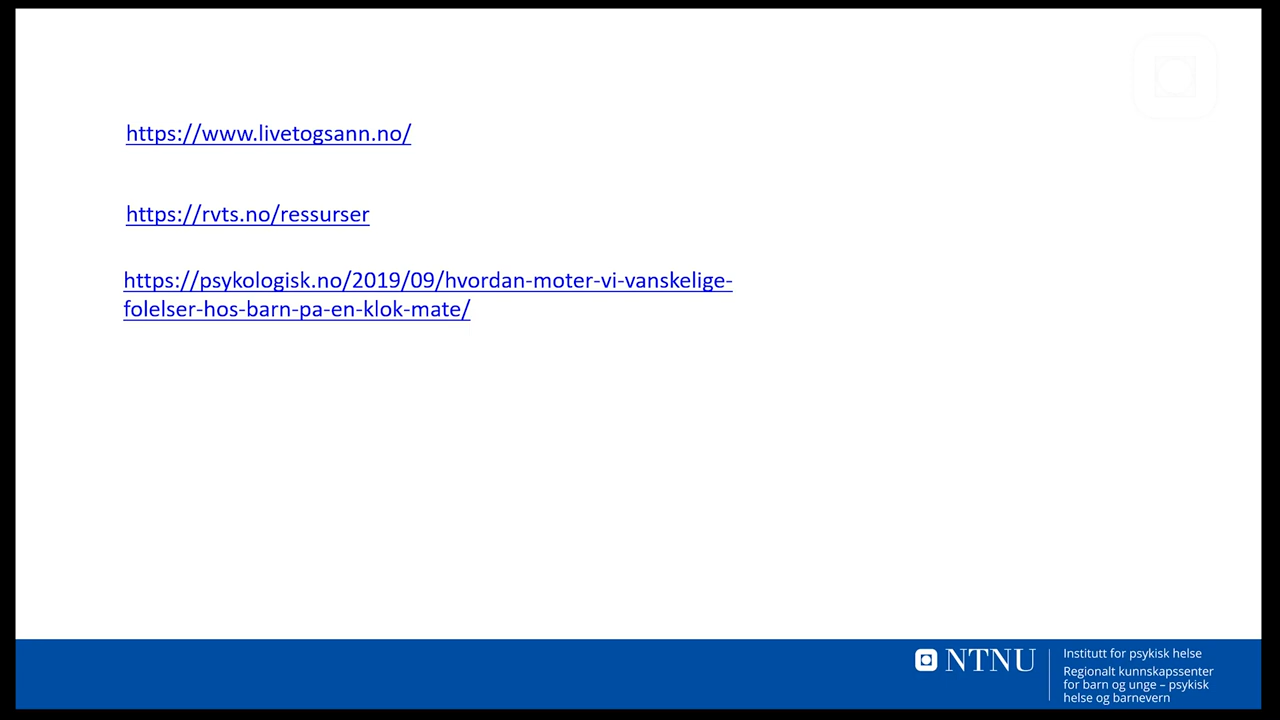 https://www.livetogsann.no/
https://rvts.no/ressurser
https://psykologisk.no/2019/09/hvordan-moter-vi-vanskelige-
folelser-hos-barn-pa-en-klok-mate/
NTNU
Institutt for psykisk helse
Regionalt kunnskapssenter
for barn og unge – psykisk
helse og barnevern